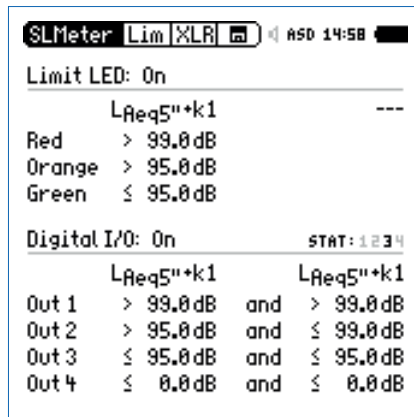 SLMeter Lim XLR ASD 14:58
Limit LED: On
LAeq5"+k1 ---
Red > 99.0dB
Orange > 95.0dB
Green ≤ 95.0dB
Digital I/O: On STAT: 1234
LAeq5"+k1 LAeq5"+k1
Out 1 > 99.0dB and > 99.0dB
Out 2 > 95.0dB and ≤ 99.0dB
Out 3 ≤ 95.0dB and ≤ 95.0dB
Out 4 ≤ 0.0dB and ≤ 0.0dB